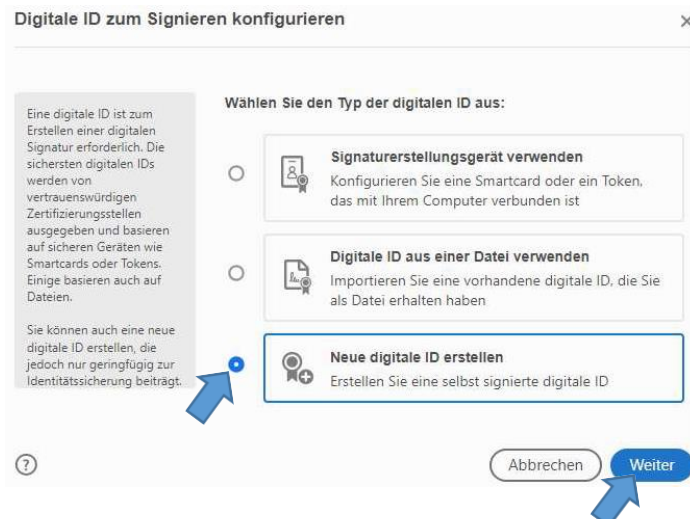 Digitale ID zum Signieren konfigurieren
Eine digitale ID ist zum
Erstellen einer digitalen
Signatur erforderlich. Die
sichersten digitalen IDs
werden von
vertrauenswürdigen
Zertifizierungsstellen
ausgegeben und basieren
auf sicheren Geräten wie
Smartcards oder Tokens.
Einige basieren auch auf
Dateien.
Sie können auch eine neue
digitale ID erstellen, die
jedoch nur geringfügig zur
Identitätssicherung beiträgt.
Wählen Sie den Typ der digitalen ID aus:
Signaturerstellungsgerät verwenden
Konfigurieren Sie eine Smartcard oder ein Token,
das mit Ihrem Computer verbunden ist
Digitale ID aus einer Datei verwenden
Importieren Sie eine vorhandene digitale ID, die Sie
als Datei erhalten haben
Neue digitale ID erstellen
Erstellen Sie eine selbst signierte digitale ID
?
Abbrechen
Weiter